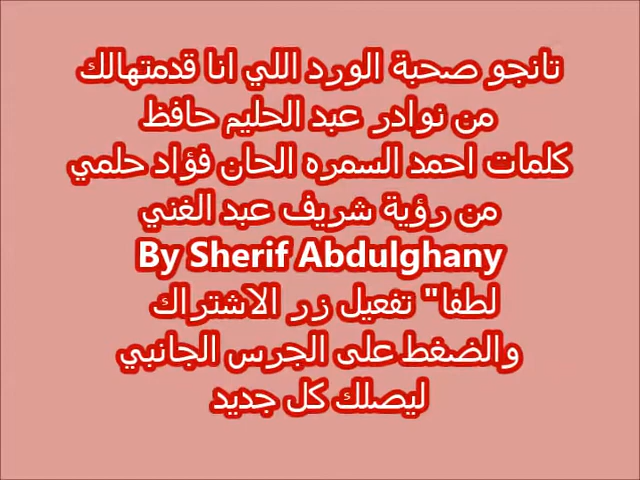 تانجو صحبة الورد اللي انا قدمتهالك
من نوادر عبد الحليم حافظ
كلمات احمد السمره الحان فؤاد حلمي
من رؤية شريف عبد الغني
By Sherif Abdulghany
لطفا" تفعيل زر الاشتراك
والضغط على الجرس الجانبي
ليصلك كل جديد